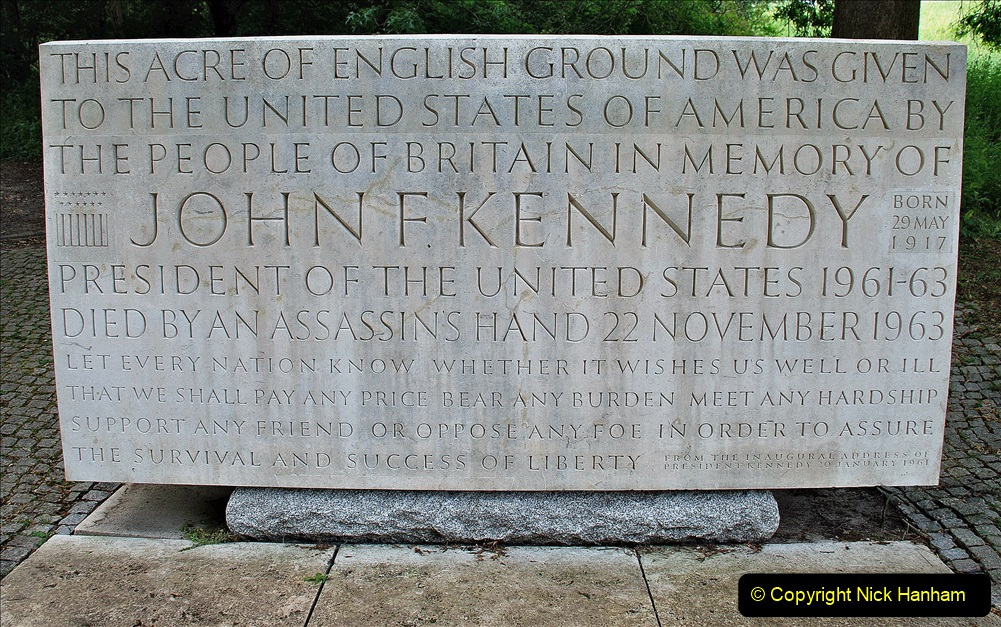 THIS ACRE OF ENGLISH GROUND WAS GIVEN
TO THE UNITED STATES OF AMERICA BY
THE PEOPLE OF BRITAIN IN MEMORY OF
JOHN F. KENNEDY
BORN
29 MAY
1917
PRESIDENT OF THE UNITED STATES 1961-63
DIED BY AN ASSASSIN'S HAND 22 NOVEMBER 1963
LET EVERY NATION KNOW WHETHER IT WISHES US WELL OR ILL
THAT WE SHALL PAY ANY PRICE BEAR ANY BURDEN MEET ANY HARDSHIP
SUPPORT ANY FRIEND OR OPPOSE ANY FOE IN ORDER TO ASSURE
THE SURVIVAL AND SUCCESS OF LIBERTY
FROM THE INAUGURAL ADDRESS OF
PRESIDENT KENNEDY 20 JANUARY 1961
© Copyright Nick Hanham